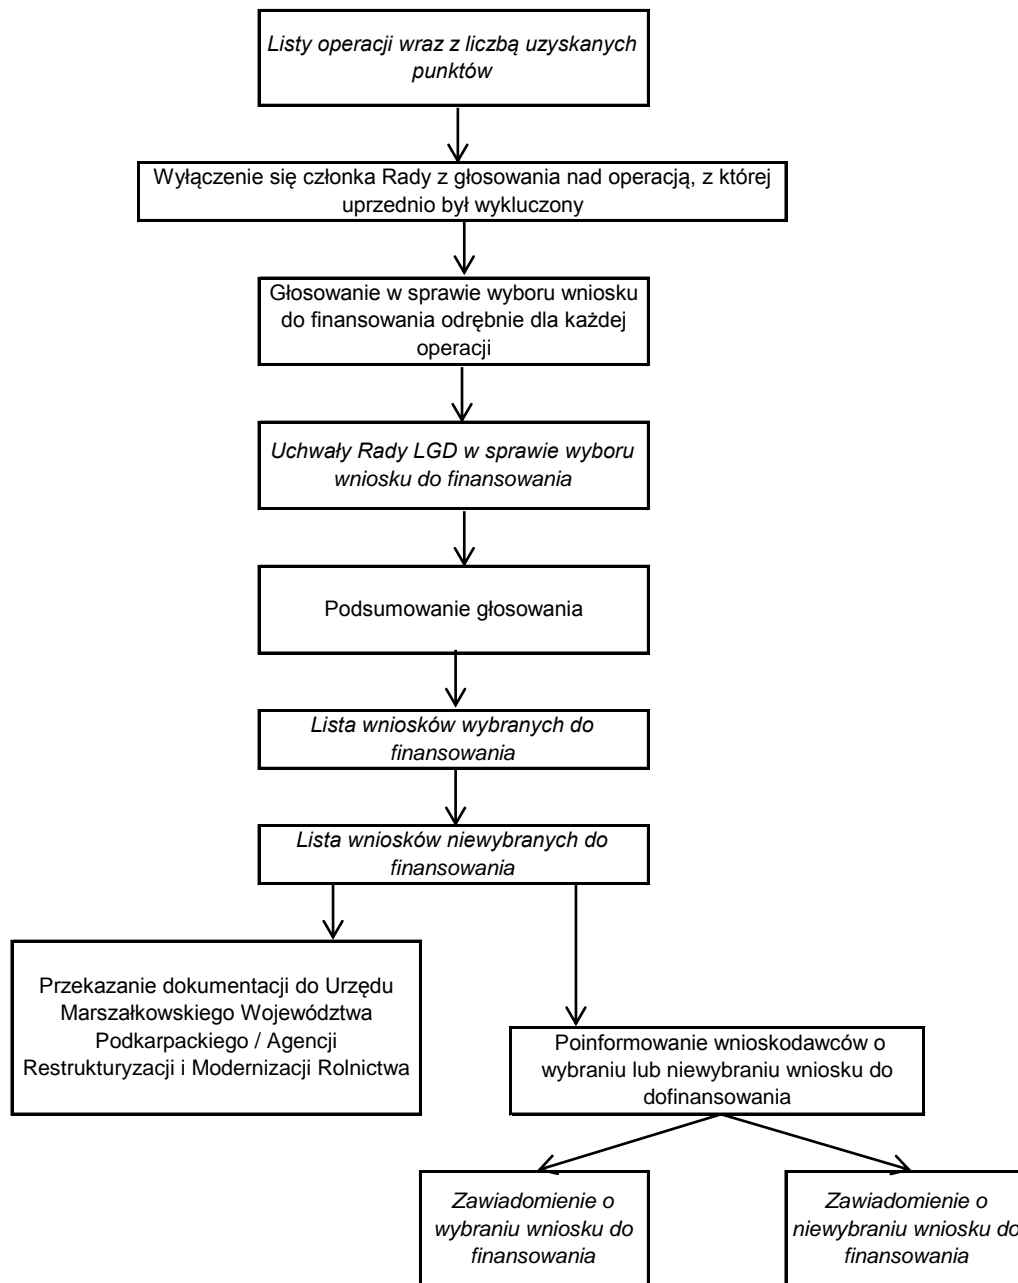 Listy operacji wraz z liczbą uzyskanych
punktów
Wyłączenie się członka Rady z głosowania nad operacją, z której
uprzednio był wykluczony
Głosowanie w sprawie wyboru wniosku
do finansowania odrębnie dla każdej
operacji
Uchwały Rady LGD w sprawie wyboru
wniosku do finansowania
Podsumowanie głosowania
Lista wniosków wybranych do
finansowania
Lista wniosków niewybranych do
finansowania
Przekazanie dokumentacji do Urzędu
Marszałkowskiego Województwa
Podkarpackiego / Agencji
Restrukturyzacji i Modernizacji Rolnictwa
Poinformowanie wnioskodawców o
wybraniu lub niewybraniu wniosku do
dofinansowania
Zawiadomienie o
wybraniu wniosku do
finansowania
Zawiadomienie o
niewybraniu wniosku do
finansowania